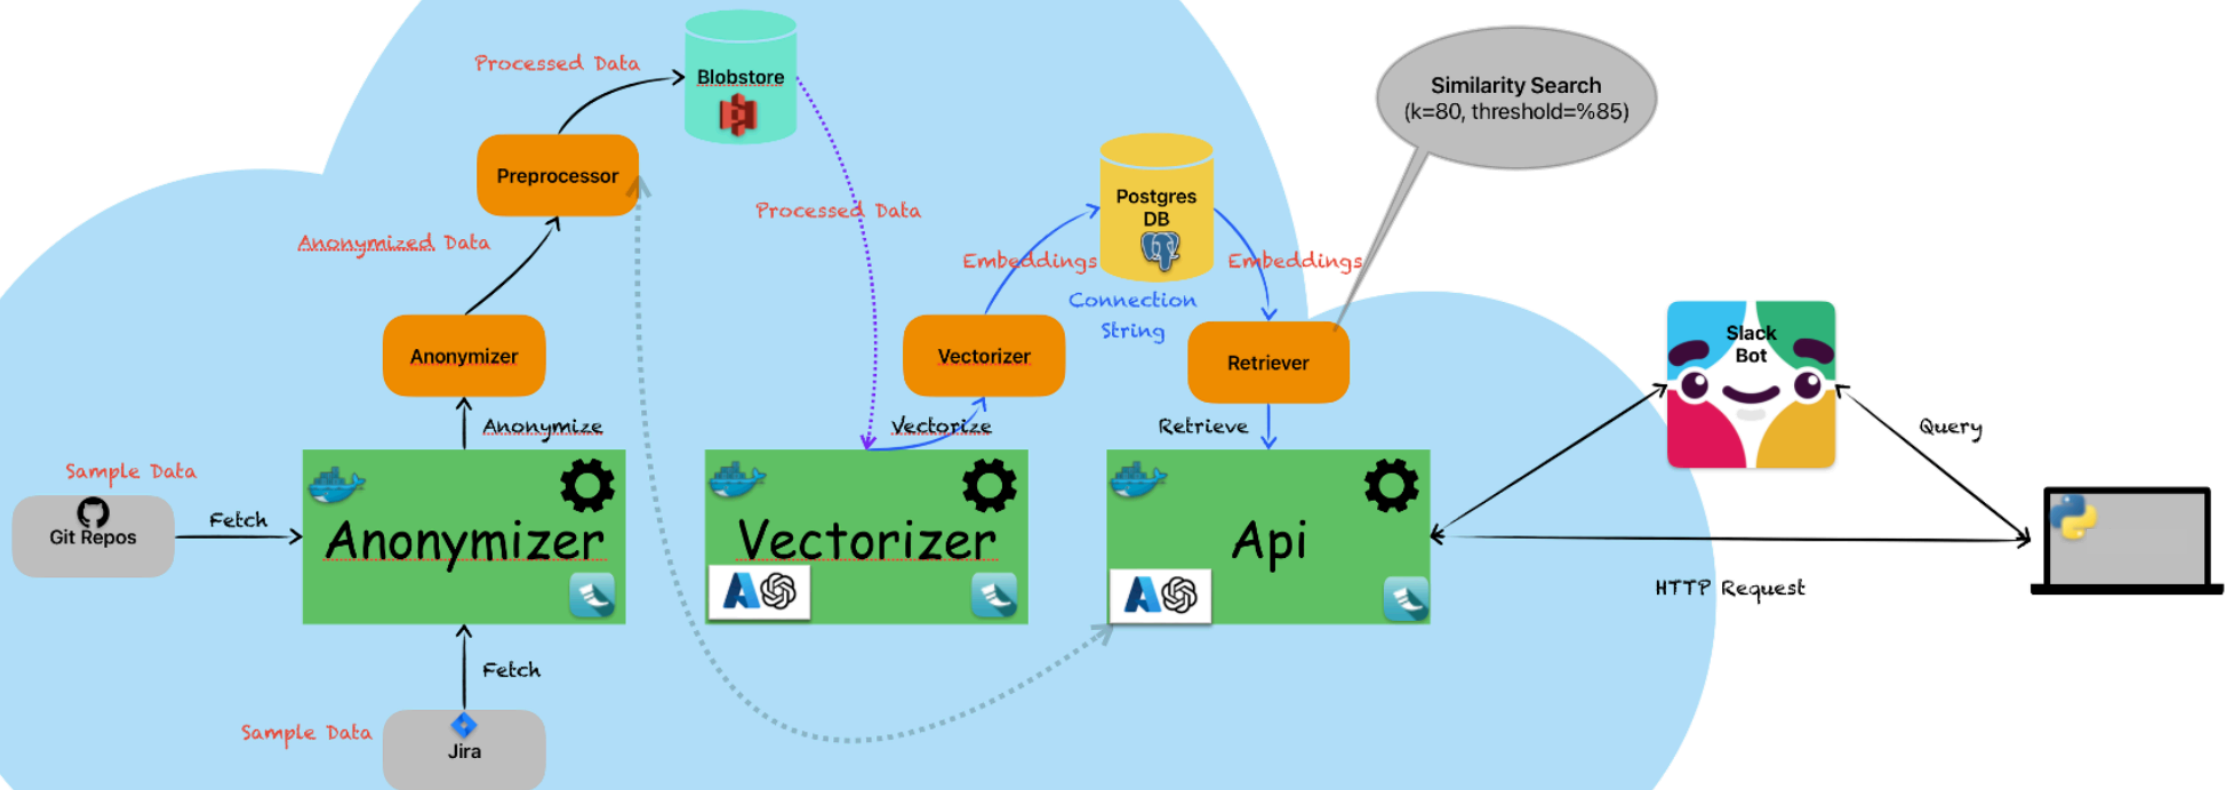 Processed Data
Blobstore
Similarity Search
(k=80, threshold=%85)
Preprocessor
Postgres
DB
Processed Data
Anonymized Data
Embeddings
Embeddings
Connection
String
Anonymizer
Vectorizer
Retriever
Slack
Bot
Anonymize
Vectorize
Retrieve
Query
Sample Data
Git Repos
Fetch
Anonymizer
Vectorizer
Api
HTTP Request
Fetch
Sample Data
Jira